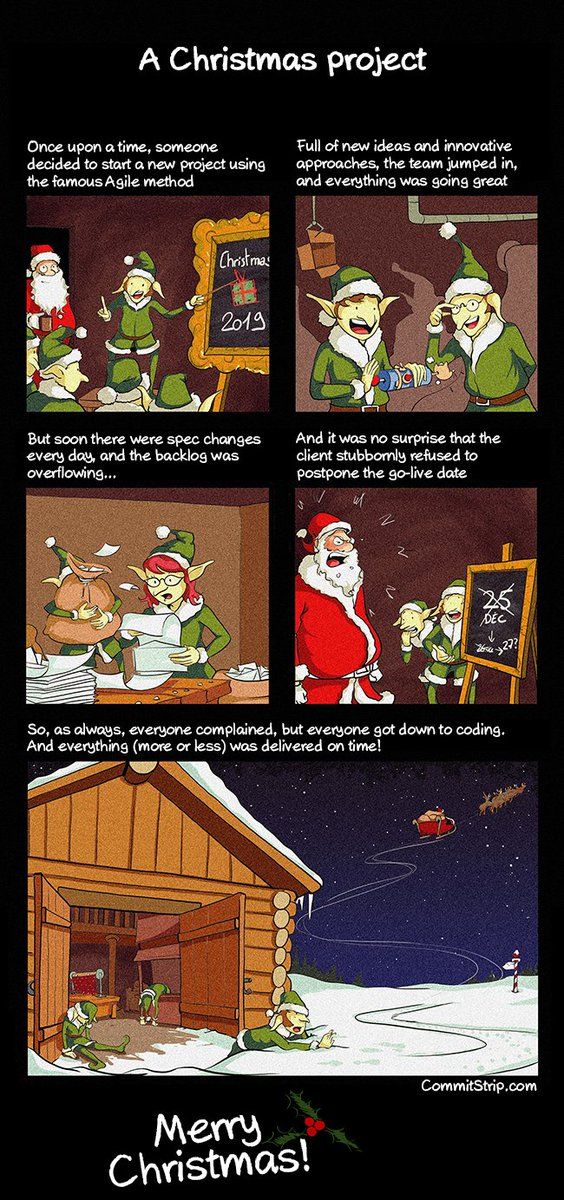 A Christmas project
Once upon a time, someone
decided to start a new project using
the famous Agile method
Full of new ideas and innovative
approaches, the team jumped in,
and everything was going great
Christmas
2019
But soon there were spec changes
every day, and the backlog was
overflowing...
And it was no surprise that the
client stubbornly refused to
postpone the go-live date
25
DEC
27?
So, as always, everyone complained, but everyone got down to coding.
And everything (more or less) was delivered on time!
CommitStrip.com
Merry
Christmas!